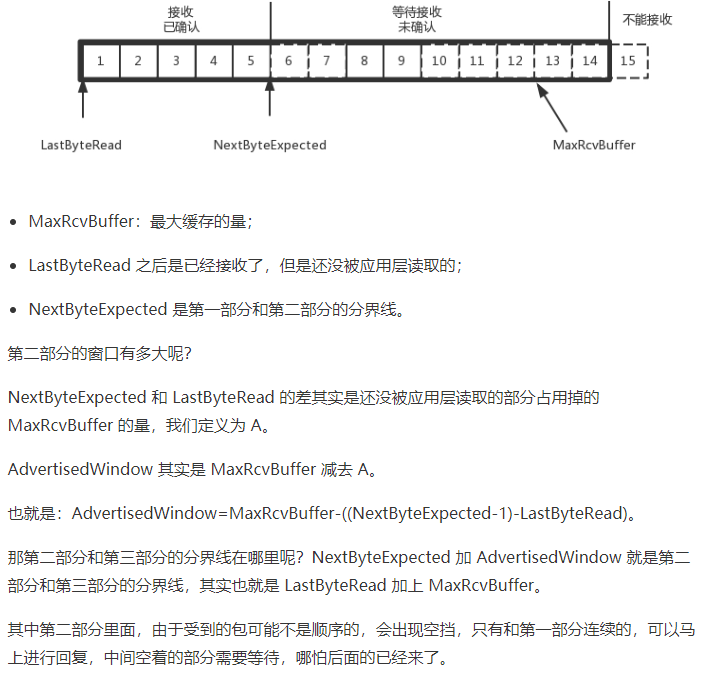 接收
已确认
等待接收
未确认
不能接收
1 2 3 4 5 6 7 8 9 10 11 12 13 14 15
LastByteRead NextByteExpected MaxRcvBuffer
• MaxRcvBuffer：最大缓存的量；
• LastByteRead 之后是已经接收了，但是还没被应用层读取的；
• NextByteExpected 是第一部分和第二部分的分界线。
第二部分的窗口有多大呢？
NextByteExpected 和 LastByteRead 的差其实是还没被应用层读取的部分占用掉的
MaxRcvBuffer 的量，我们定义为 A。
AdvertisedWindow 其实是 MaxRcvBuffer 减去 A。
也就是：AdvertisedWindow=MaxRcvBuffer-((NextByteExpected-1)-LastByteRead)。
那第二部分和第三部分的分界线在哪里呢？NextByteExpected 加 AdvertisedWindow 就是第二
部分和第三部分的分界线，其实也就是 LastByteRead 加上 MaxRcvBuffer。
其中第二部分里面，由于受到的包可能不是顺序的，会出现空挡，只有和第一部分连续的，可以马
上进行回复，中间空着的部分需要等待，哪怕后面的已经来了。